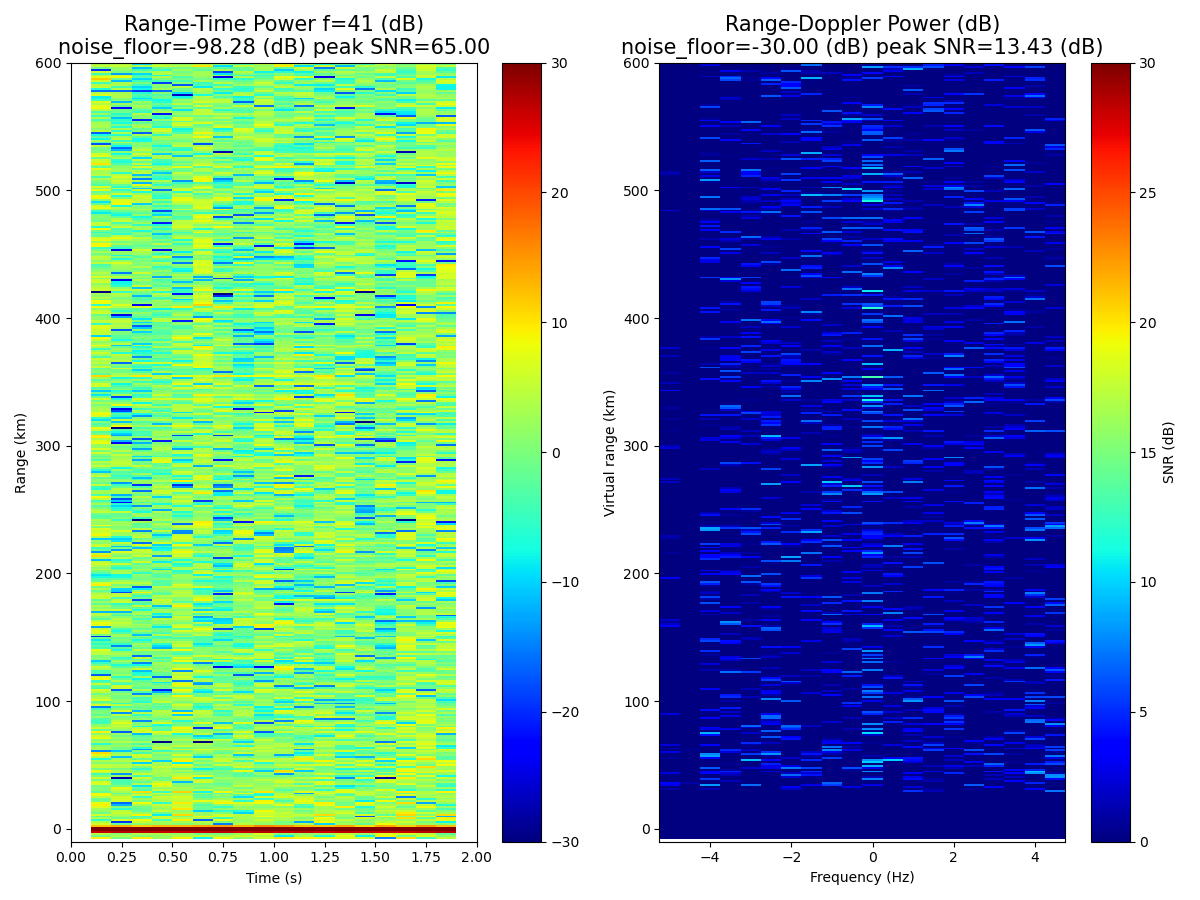 Range-Time Power f=41 (dB)
noise_floor=-98.28 (dB) peak SNR=65.00
600
500
400
300
200
100
0
Range (km)
0.00 0.25 0.50 0.75 1.00 1.25 1.50 1.75 2.00
Time (s)
30
20
10
0
−10
−20
−30
Range-Doppler Power (dB)
noise_floor=-30.00 (dB) peak SNR=13.43 (dB)
600
500
400
300
200
100
0
Virtual range (km)
−4 −2 0 2 4
Frequency (Hz)
30
25
20
15
10
5
0
SNR (dB)